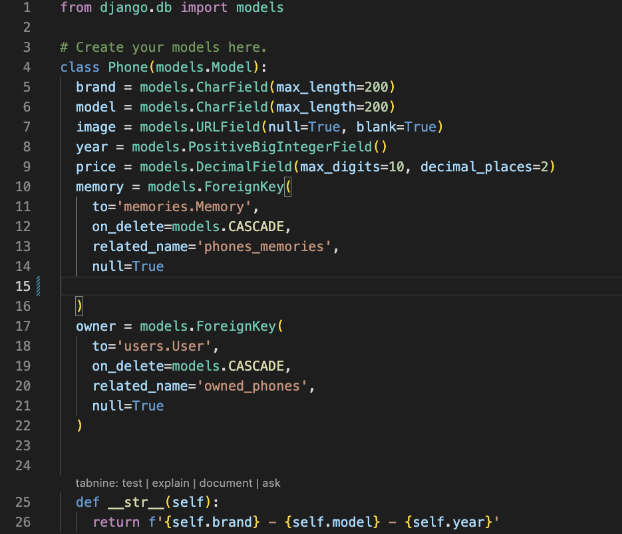 1 from django.db import models
2
3 # Create your models here.
4 class Phone(models.Model):
5 brand = models.CharField(max_length=200)
6 model = models.CharField(max_length=200)
7 image = models.URLField(null=True, blank=True)
8 year = models.PositiveBigIntegerField()
9 price = models.DecimalField(max_digits=10, decimal_places=2)
10 memory = models.ForeignKey(
11 to='memories.Memory',
12 on_delete=models.CASCADE,
13 related_name='phones_memories',
14 null=True
15
16 )
17 owner = models.ForeignKey(
18 to='users.User',
19 on_delete=models.CASCADE,
20 related_name='owned_phones',
21 null=True
22 )
23
24
tabnine: test | explain | document | ask
25 def __str__(self):
26 return f'{self.brand} - {self.model} - {self.year}'